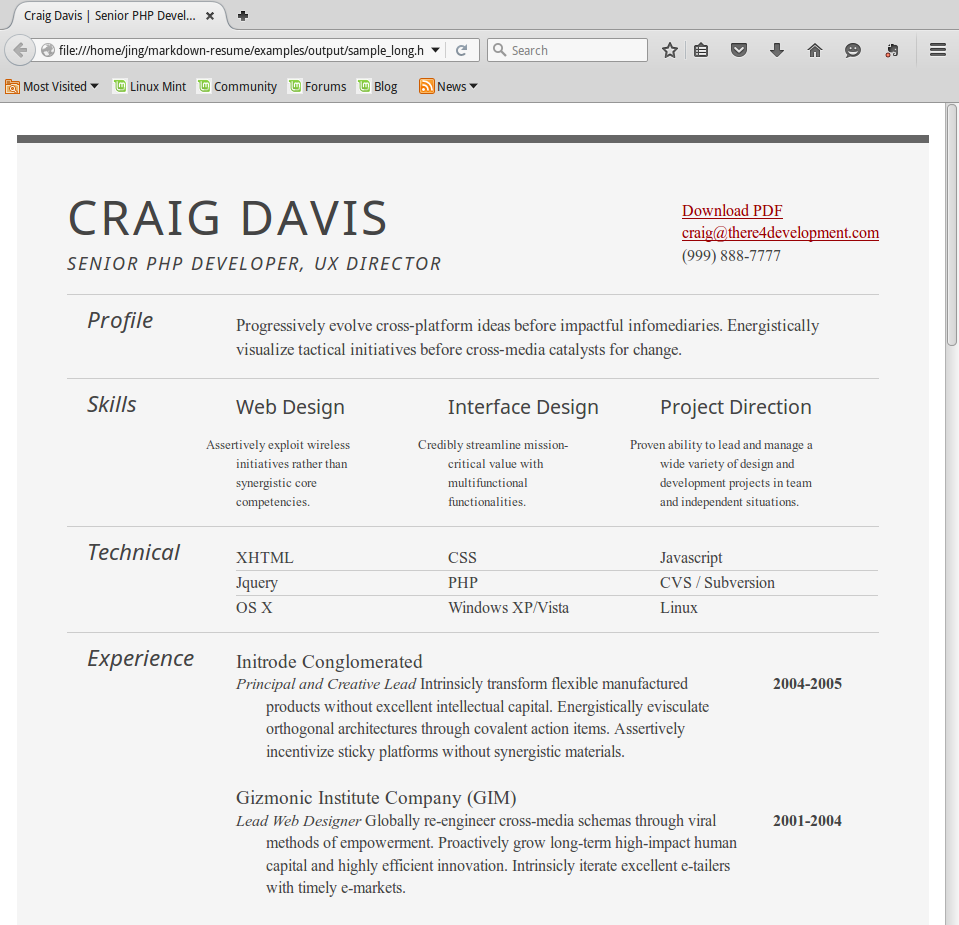 Craig Davis | Senior PHP Devel...
file:///home/jing/markdown-resume/examples/output/sample_long.h
Search
Most Visited Linux Mint Community Forums Blog News
CRAIG DAVIS
SENIOR PHP DEVELOPER, UX DIRECTOR
Download PDF
craig@there4development.com
(999) 888-7777
Profile
Progressively evolve cross-platform ideas before impactful infomediaries. Energistically
visualize tactical initiatives before cross-media catalysts for change.
Skills
Web Design
Assertively exploit wireless
initiatives rather than
synergistic core
competencies.
Interface Design
Credibly streamline mission-
critical value with
multifunctional
functionalities.
Project Direction
Proven ability to lead and manage a
wide variety of design and
development projects in team
and independent situations.
Technical
XHTML CSS Javascript
Jquery PHP CVS / Subversion
OS X Windows XP/Vista Linux
Experience
Initrode Conglomerated
Principal and Creative Lead Intrinsicly transform flexible manufactured 2004-2005
products without excellent intellectual capital. Energistically evisculate
orthogonal architectures through covalent action items. Assertively
incentivize sticky platforms without synergistic materials.
Gizmonic Institute Company (GIM)
Lead Web Designer Globally re-engineer cross-media schemas through viral 2001-2004
methods of empowerment. Proactively grow long-term high-impact human
capital and highly efficient innovation. Intrinsicly iterate excellent e-tailers
with timely e-markets.